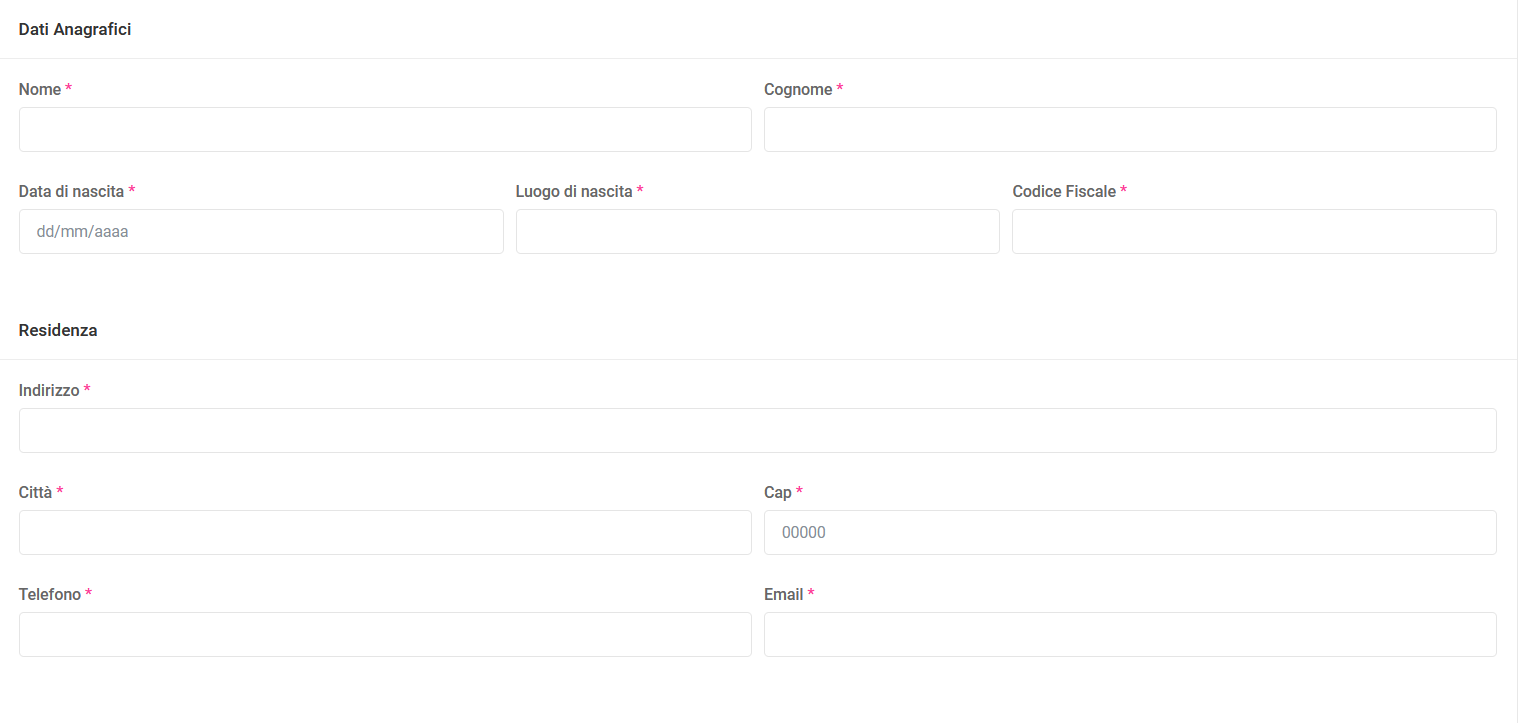 Dati Anagrafici
Nome *
Cognome *
Data di nascita *
Luogo di nascita *
Codice Fiscale *
dd/mm/aaaa
Residenza
Indirizzo *
Città *
Cap *
00000
Telefono *
Email *